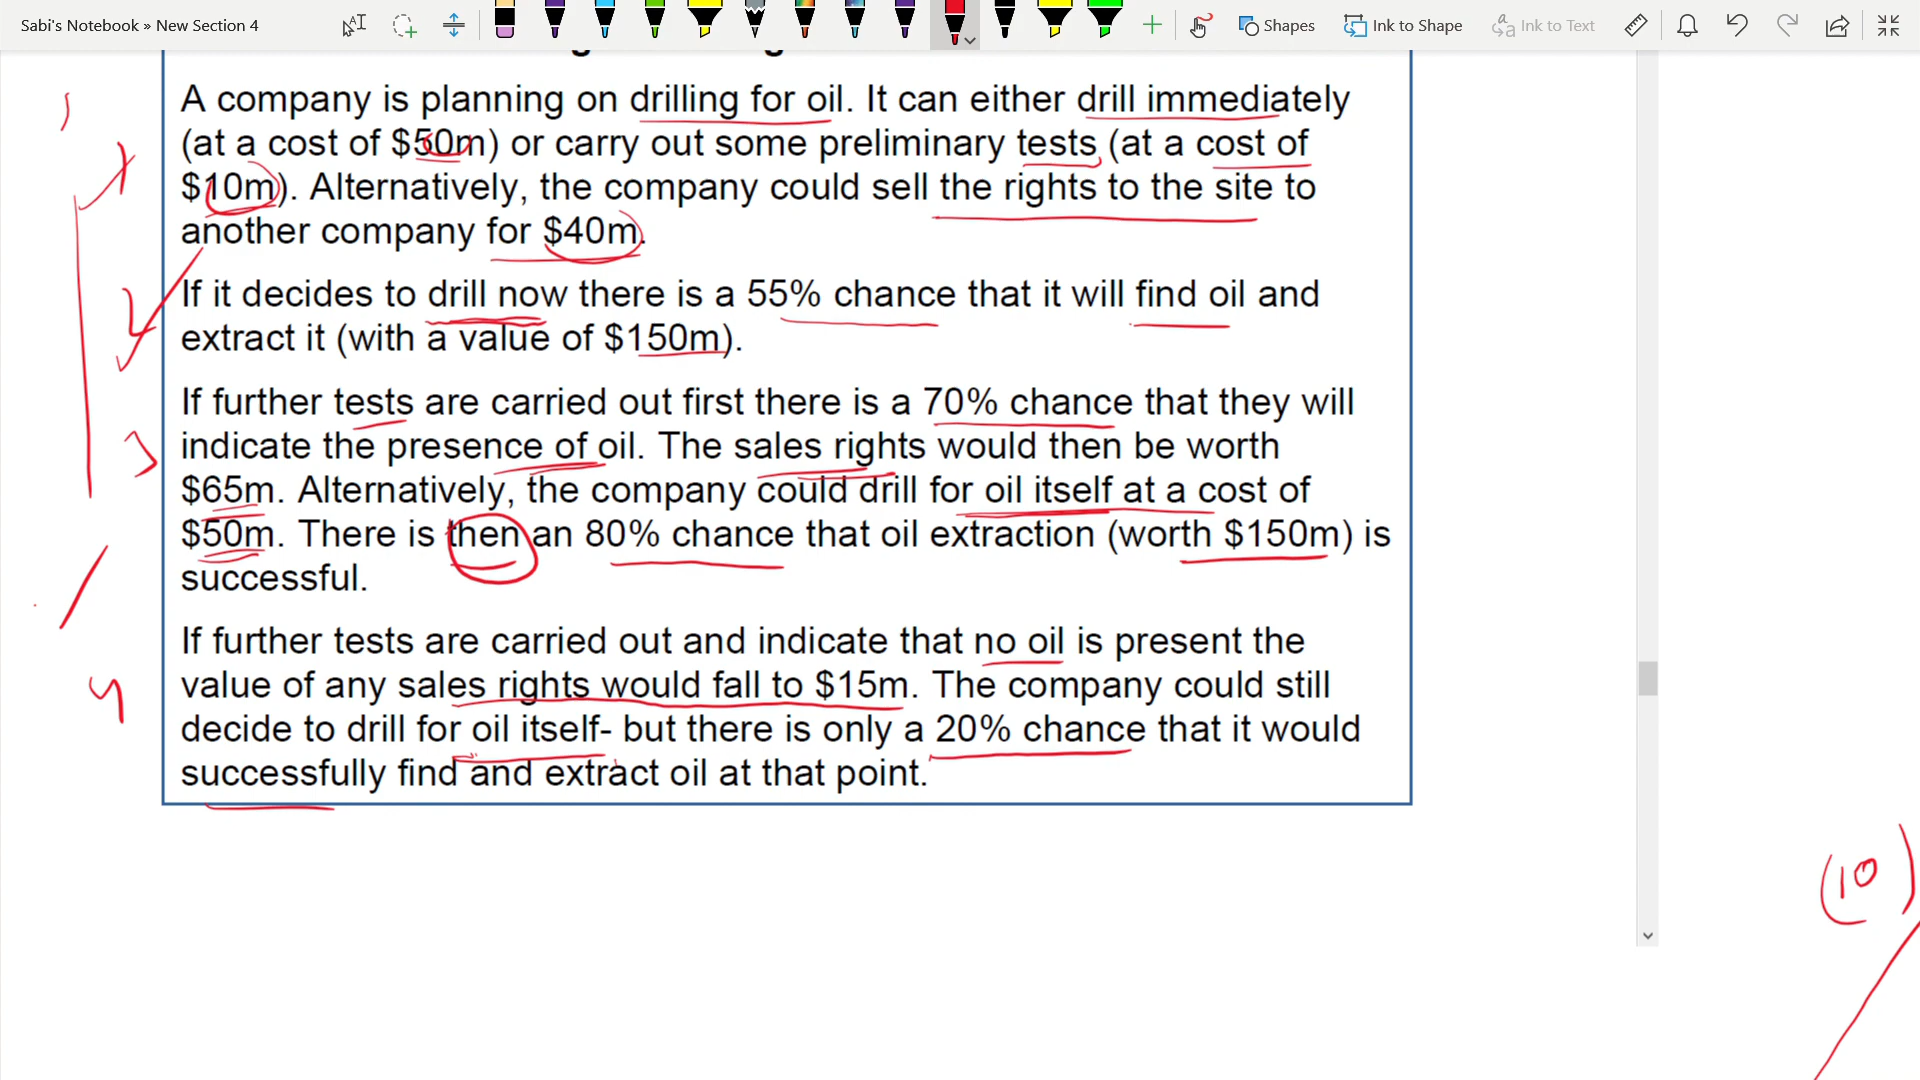 Sabi's Notebook » New Section 4
Shapes
Ink to Shape
Ink to Text
A company is planning on drilling for oil. It can either drill immediately
(at a cost of $50m) or carry out some preliminary tests (at a cost of
$10m). Alternatively, the company could sell the rights to the site to
another company for $40m.
If it decides to drill now there is a 55% chance that it will find oil and
extract it (with a value of $150m).
If further tests are carried out first there is a 70% chance that they will
indicate the presence of oil. The sales rights would then be worth
$65m. Alternatively, the company could drill for oil itself at a cost of
$50m. There is then an 80% chance that oil extraction (worth $150m) is
successful.
If further tests are carried out and indicate that no oil is present the
value of any sales rights would fall to $15m. The company could still
decide to drill for oil itself- but there is only a 20% chance that it would
successfully find and extract oil at that point.
(10)